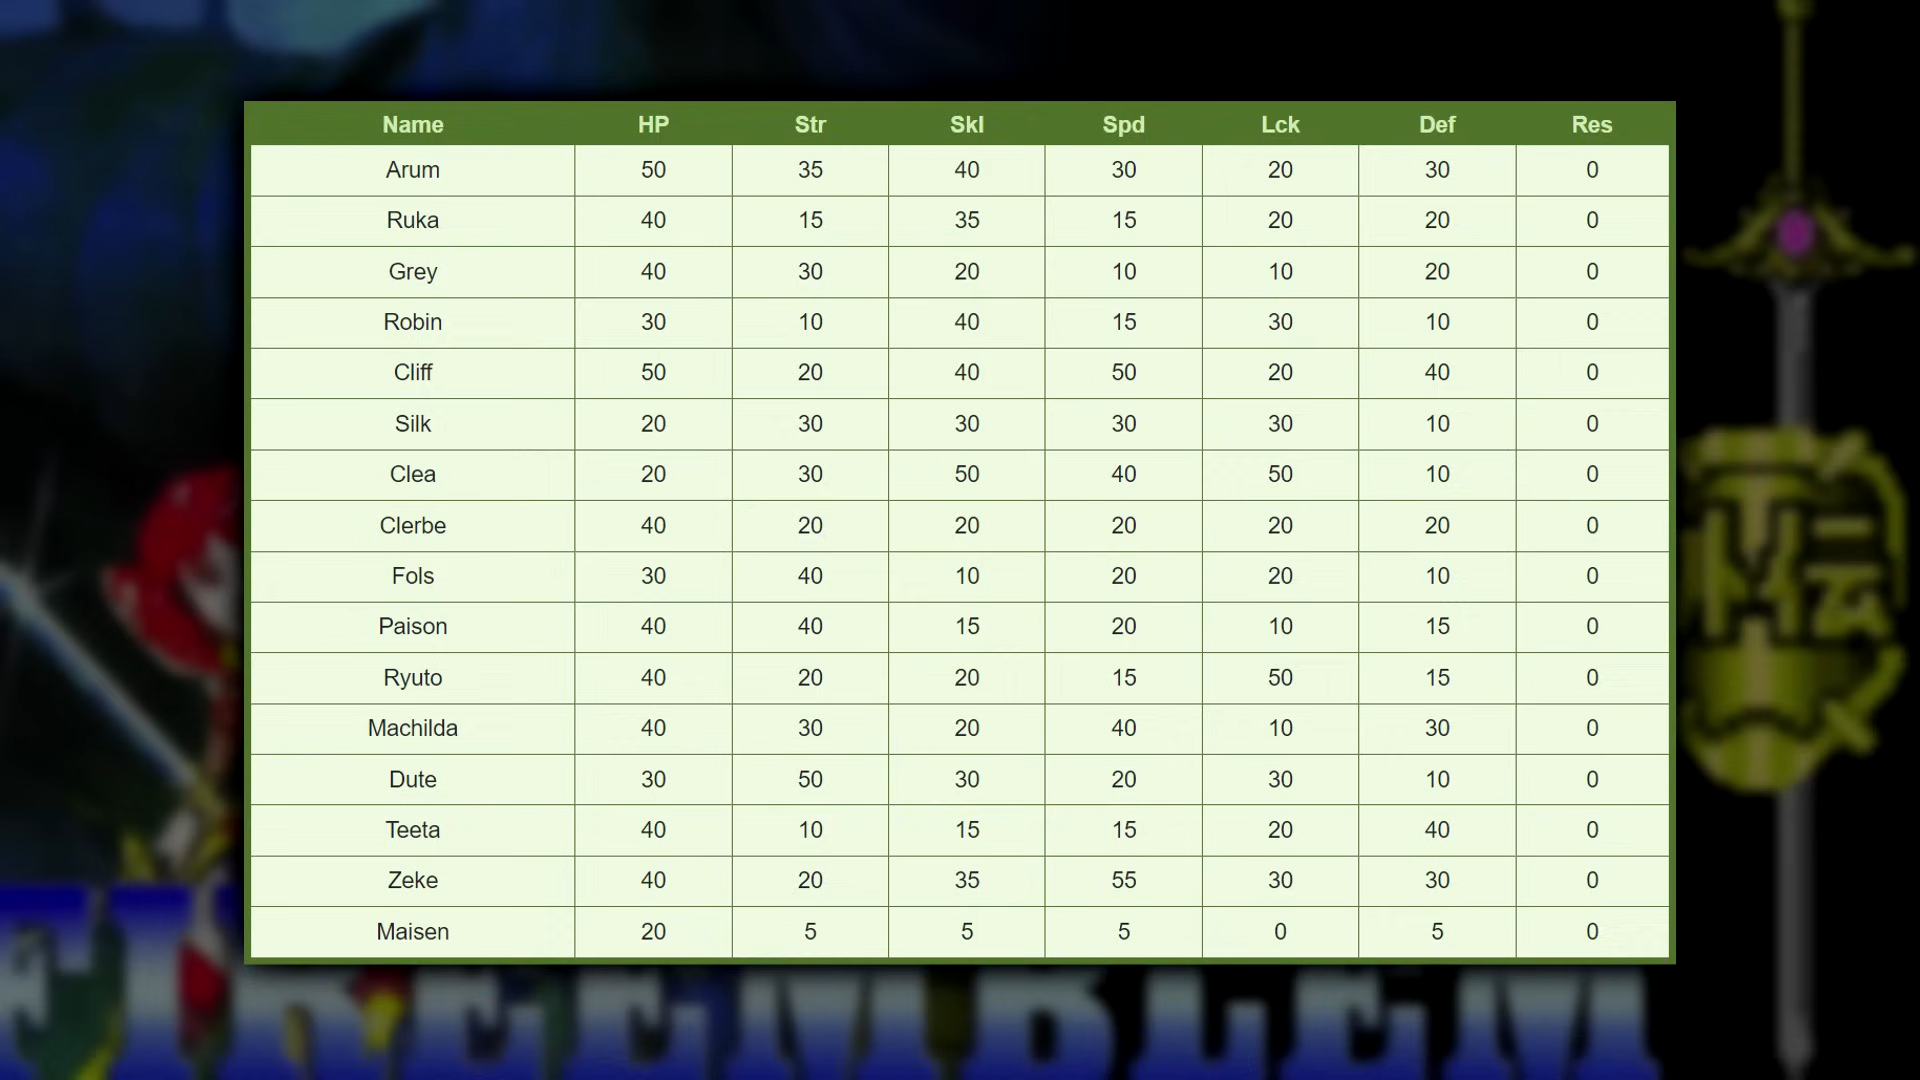 Name HP Str Skl Spd Lck Def Res
Arum 50 35 40 30 20 30 0
Ruka 40 15 35 15 20 20 0
Grey 40 30 20 10 10 20 0
Robin 30 10 40 15 30 10 0
Cliff 50 20 40 50 20 40 0
Silk 20 30 30 30 30 10 0
Clea 20 30 50 40 50 10 0
Clerbe 40 20 20 20 20 20 0
Fols 30 40 10 20 20 10 0
Paison 40 40 15 20 10 15 0
Ryuto 40 20 20 15 50 15 0
Machilda 40 30 20 40 10 30 0
Dute 30 50 30 20 30 10 0
Teeta 40 10 15 15 20 40 0
Zeke 40 20 35 55 30 30 0
Maisen 20 5 5 5 0 5 0